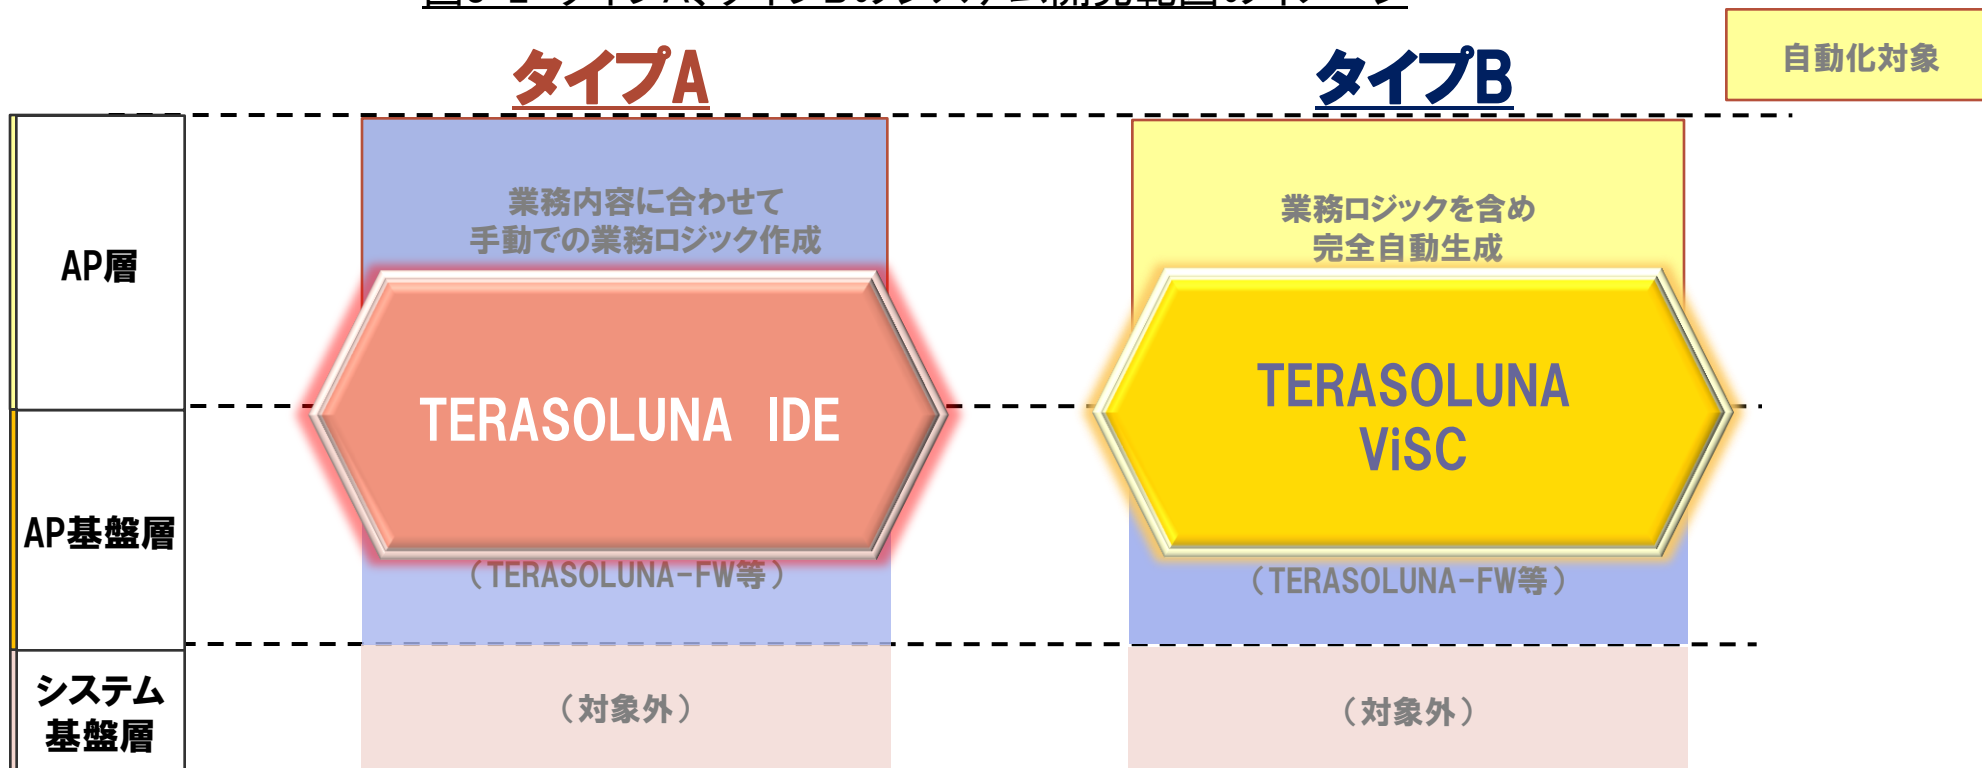 タイプA
タイプB
自動化対象
業務内容に合わせて
手動での業務ロジック作成
業務ロジックを含め
完全自動生成
AP層
TERASOLUNA IDE
TERASOLUNA
ViSC
AP基盤層
（TERASOLUNA-FW等）
（TERASOLUNA-FW等）
システム
基盤層
（対象外）
（対象外）